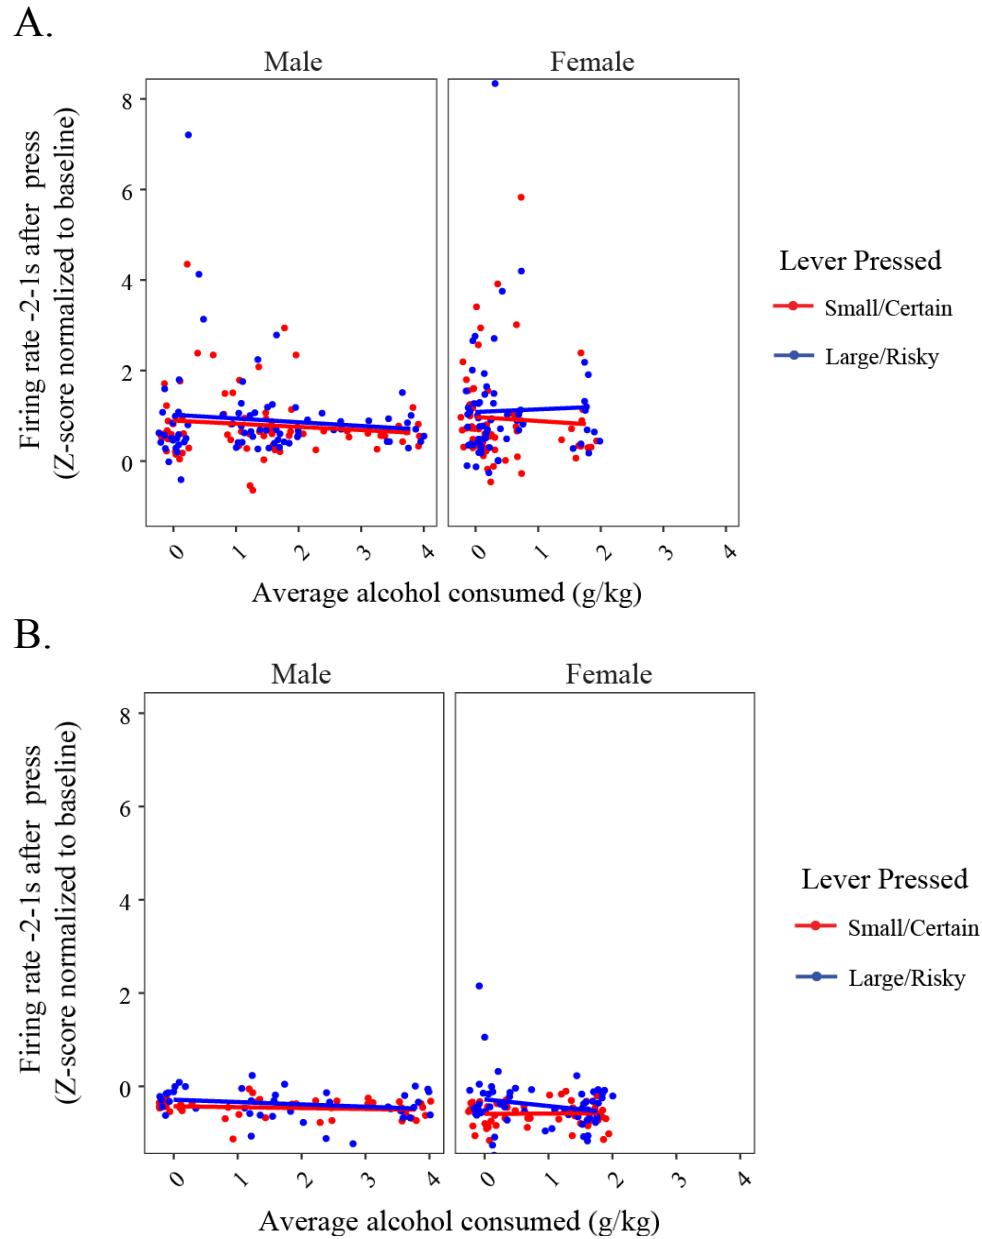 A.
Male
Female
Firing rate -2-1s after press
(Z-score normalized to baseline)
8
6
4
2
0
0 1 2 3 4
0 1 2 3 4
Average alcohol consumed (g/kg)
Lever Pressed
Small/Certain
Large/Risky
B.
Male
Female
Firing rate -2-1s after press
(Z-score normalized to baseline)
8
6
4
2
0
0 1 2 3 4
0 1 2 3 4
Average alcohol consumed (g/kg)
Lever Pressed
Small/Certain
Large/Risky